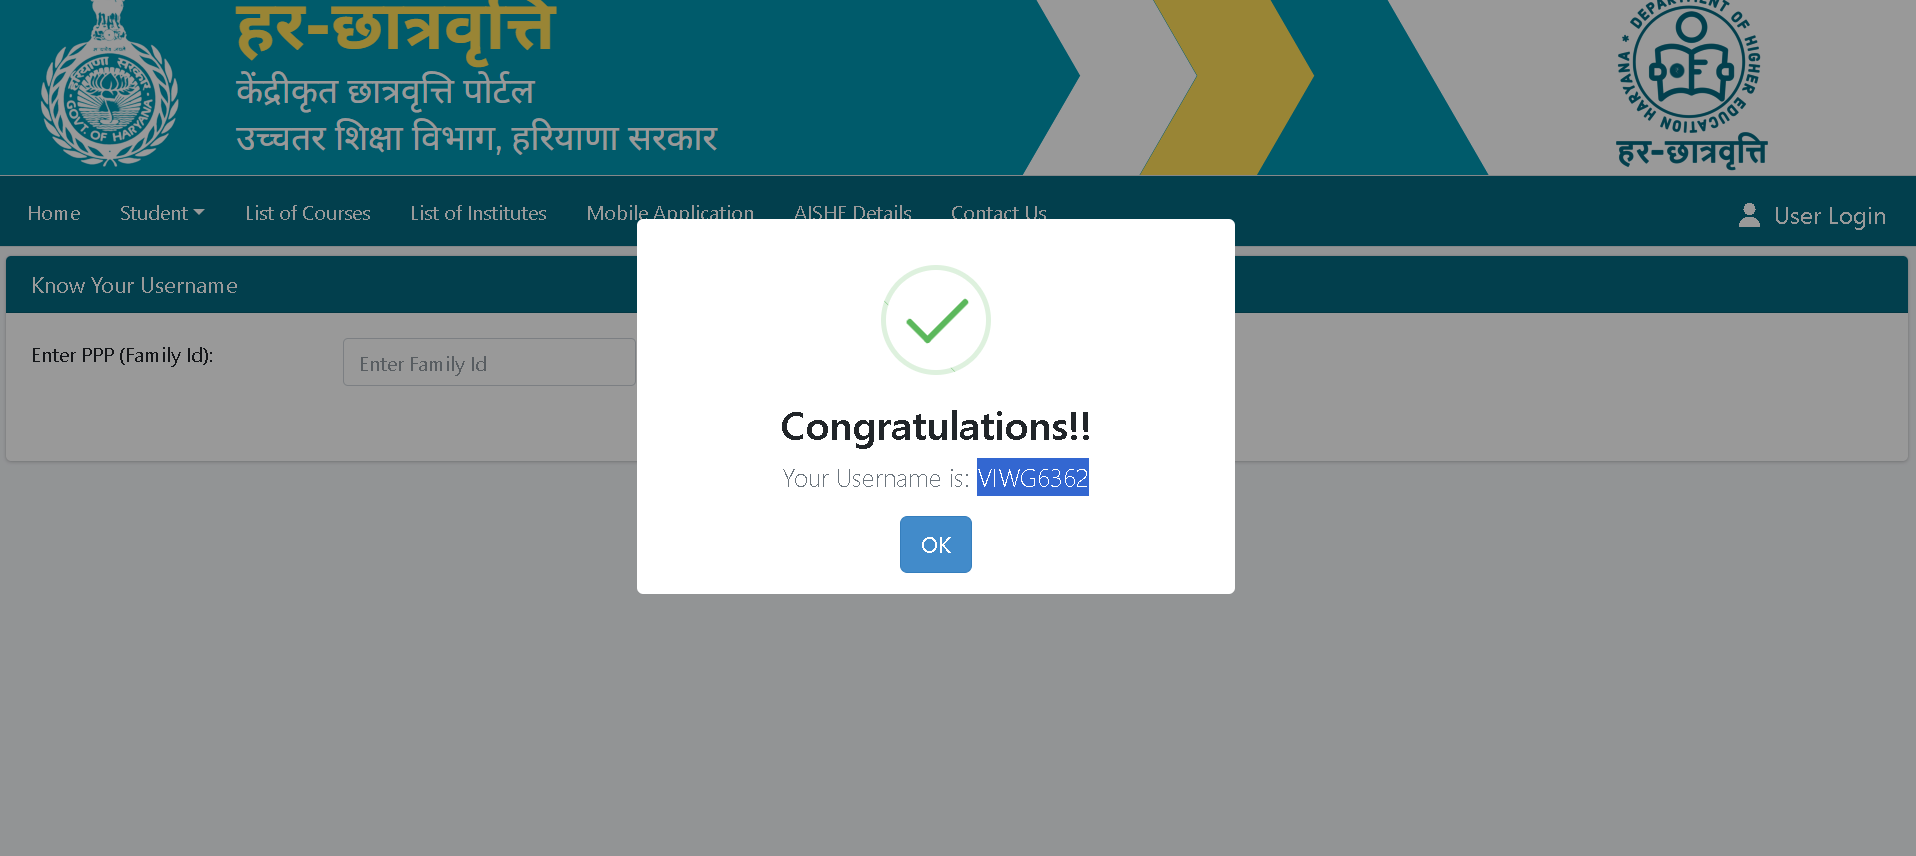 हर-छात्रवृत्ति
केंद्रीकृत छात्रवृत्ति पोर्टल
उच्चतर शिक्षा विभाग, हरियाणा सरकार
GOVT. OF HARYANA
DEPARTMENT OF HIGHER EDUCATION HARYANA
हर-छात्रवृत्ति
Home
Student
List of Courses
List of Institutes
Mobile Application
AISHE Details
Contact Us
User Login
Know Your Username
Enter PPP (Family Id):
Enter Family Id
Congratulations!!
Your Username is: VIWG6362
OK